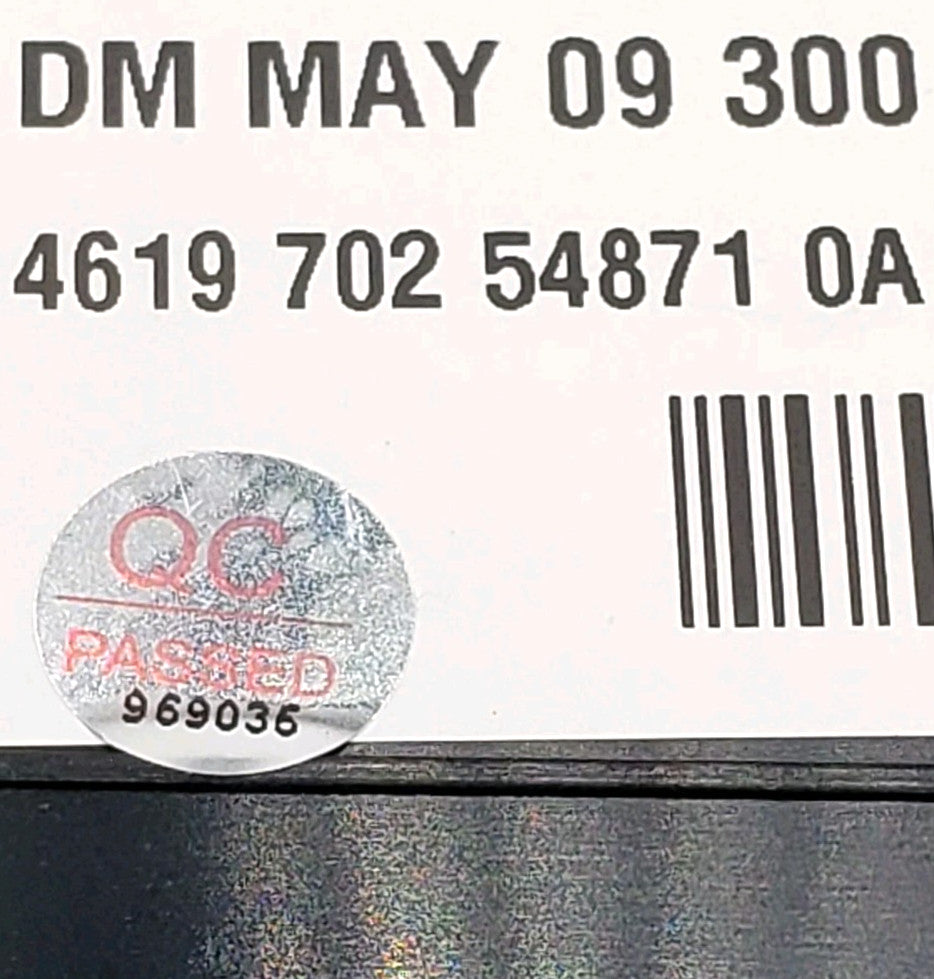 DM MAY 09 300
4619 702 54871 0A
QC
PASSED
969036